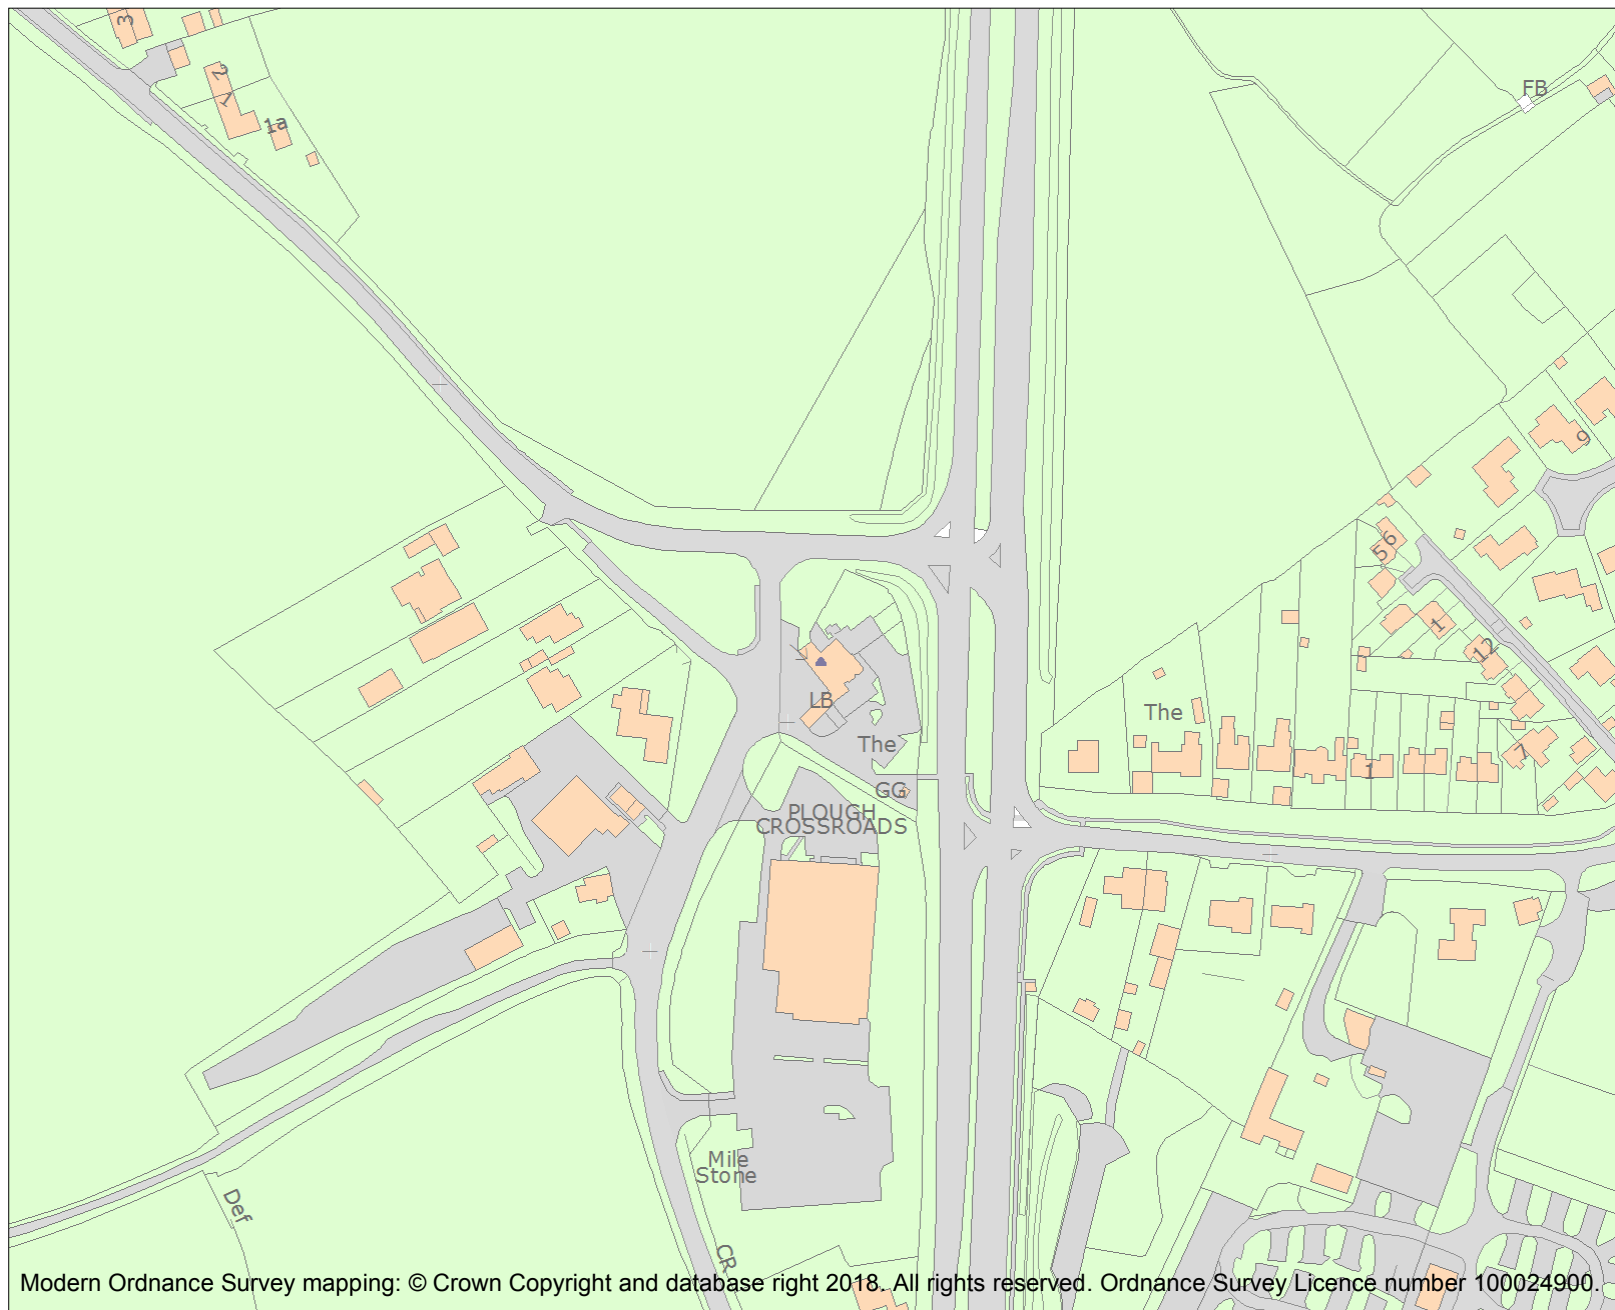 3
2
1
1a
FB
9
5 6
1
12
LB
The
The
7
1
GG
PLOUGH
CROSSROADS
Mile
Stone
Def
CR
Modern Ordnance Survey mapping: © Crown Copyright and database right 2018. All rights reserved. Ordnance Survey Licence number 100024900.